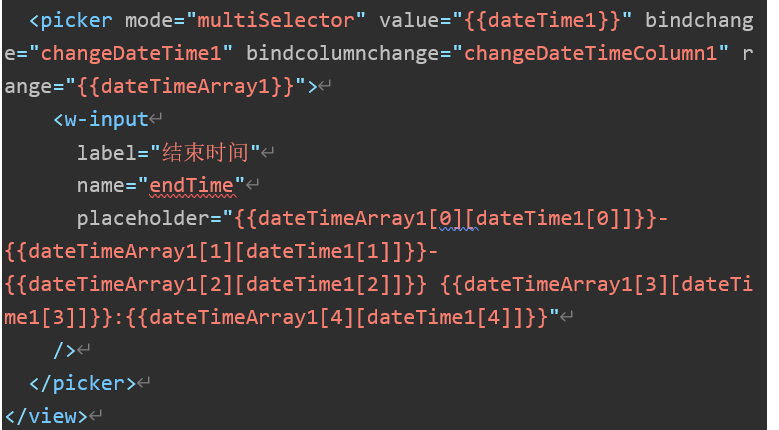 <picker mode="multiSelector" value="{{dateTime1}}" bindchang
e="changeDateTime1" bindcolumnchange="changeDateTimeColumn1" r
ange="{{dateTimeArray1}}">↵
<w-input↵
label="结束时间"↵
name="endTime"↵
placeholder="{{dateTimeArray1[0][dateTime1[0]]}}-
{{dateTimeArray1[1][dateTime1[1]]}}-
{{dateTimeArray1[2][dateTime1[2]]}} {{dateTimeArray1[3][dateTi
me1[3]]}}:{{dateTimeArray1[4][dateTime1[4]]}}"↵
/>↵
</picker>↵
</view>↵